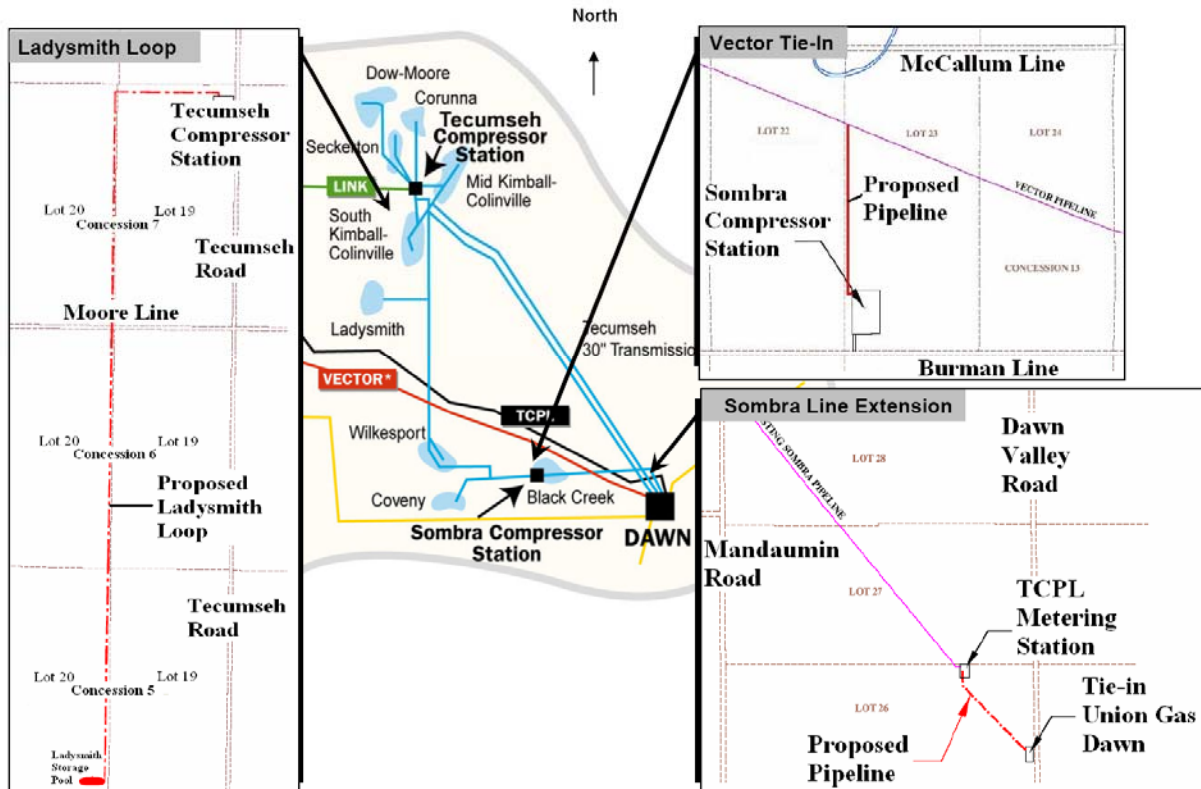 North
Ladysmith Loop
Tecumseh
Compressor
Station
Lot 20
Lot 19
Concession 7
Tecumseh
Road
Moore Line
Lot 20
Lot 19
Concession 6
Proposed
Ladysmith
Loop
Tecumseh
Road
Lot 20
Lot 19
Concession 5
Ladysmith
Storage
Pool
Dow-Moore
Corunna
Tecumseh
Compressor
Station
Seckerton
LINK
Mid Kimball-
Colinville
South
Kimball-
Colinville
Ladysmith
Tecumseh
30" Transmissio
VECTOR*
TCPL
Wilkesport
Coveny
Black Creek
Sombra Compressor
Station
DAWN
Vector Tie-In
McCallum Line
LOT 22
LOT 23
LOT 24
Sombra
Compressor
Station
Proposed
Pipeline
VECTOR PIPELINE
CONCESSION 13
Burman Line
Sombra Line Extension
STING SOMBRA PIPELINE
LOT 28
Dawn
Valley
Road
Mandaumin
Road
LOT 27
TCPL
Metering
Station
LOT 26
Tie-in
Union Gas
Dawn
Proposed
Pipeline